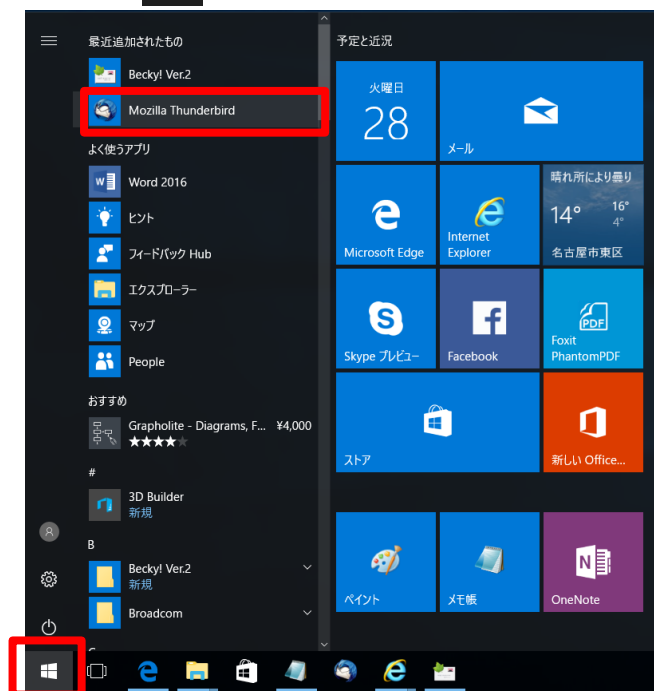 最近追加されたもの
Becky! Ver.2
Mozilla Thunderbird
よく使うアプリ
Word 2016
ヒント
フィードバック Hub
エクスプローラー
マップ
People
おすすめ
Grapholite - Diagrams, F... ¥4,000
#
3D Builder
新規
B
Becky! Ver.2
新規
Broadcom
予定と近況
火曜日
28
メール
Microsoft Edge
Internet
Explorer
晴れ所により曇り
14° 16°
4°
名古屋市東区
Skype プレビュー
Facebook
PDF
Foxit
PhantomPDF
ストア
新しい Office...
ペイント
メモ帳
N
OneNote